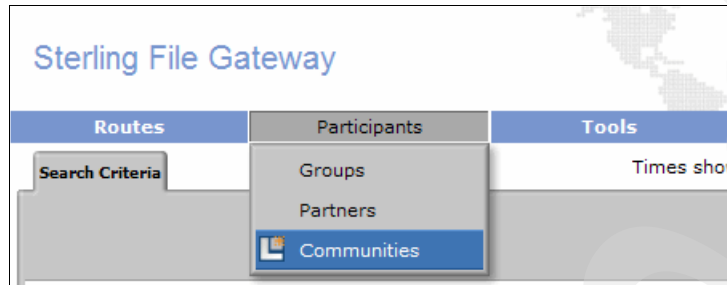 Sterling File Gateway
Routes Participants Tools
Search Criteria Groups Times sho
Partners
Communities